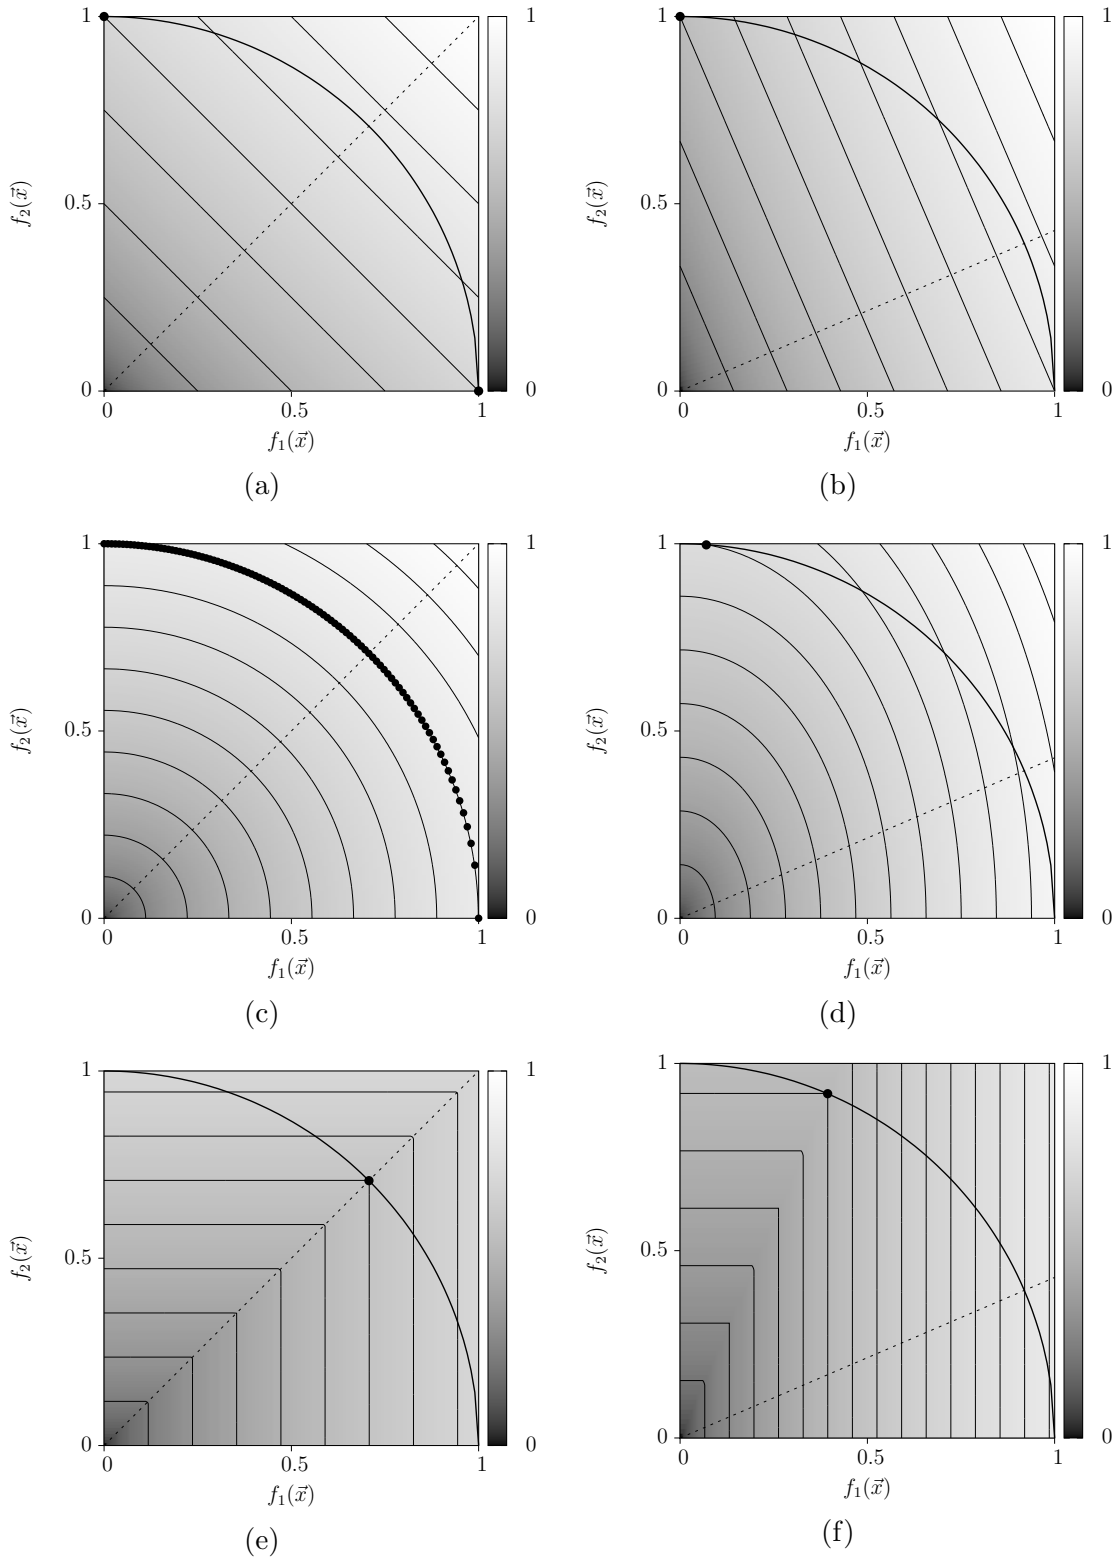 1 1 1 1
f₂(x⃗) 0.5 f₂(x⃗) 0.5
0 0 0 0
0 0.5 1 0 0.5 1
f₁(x⃗) f₁(x⃗)
(a) (b)
1 1 1 1
f₂(x⃗) 0.5 f₂(x⃗) 0.5
0 0 0 0
0 0.5 1 0 0.5 1
f₁(x⃗) f₁(x⃗)
(c) (d)
1 1 1 1
f₂(x⃗) 0.5 f₂(x⃗) 0.5
0 0 0 0
0 0.5 1 0 0.5 1
f₁(x⃗) f₁(x⃗)
(e) (f)